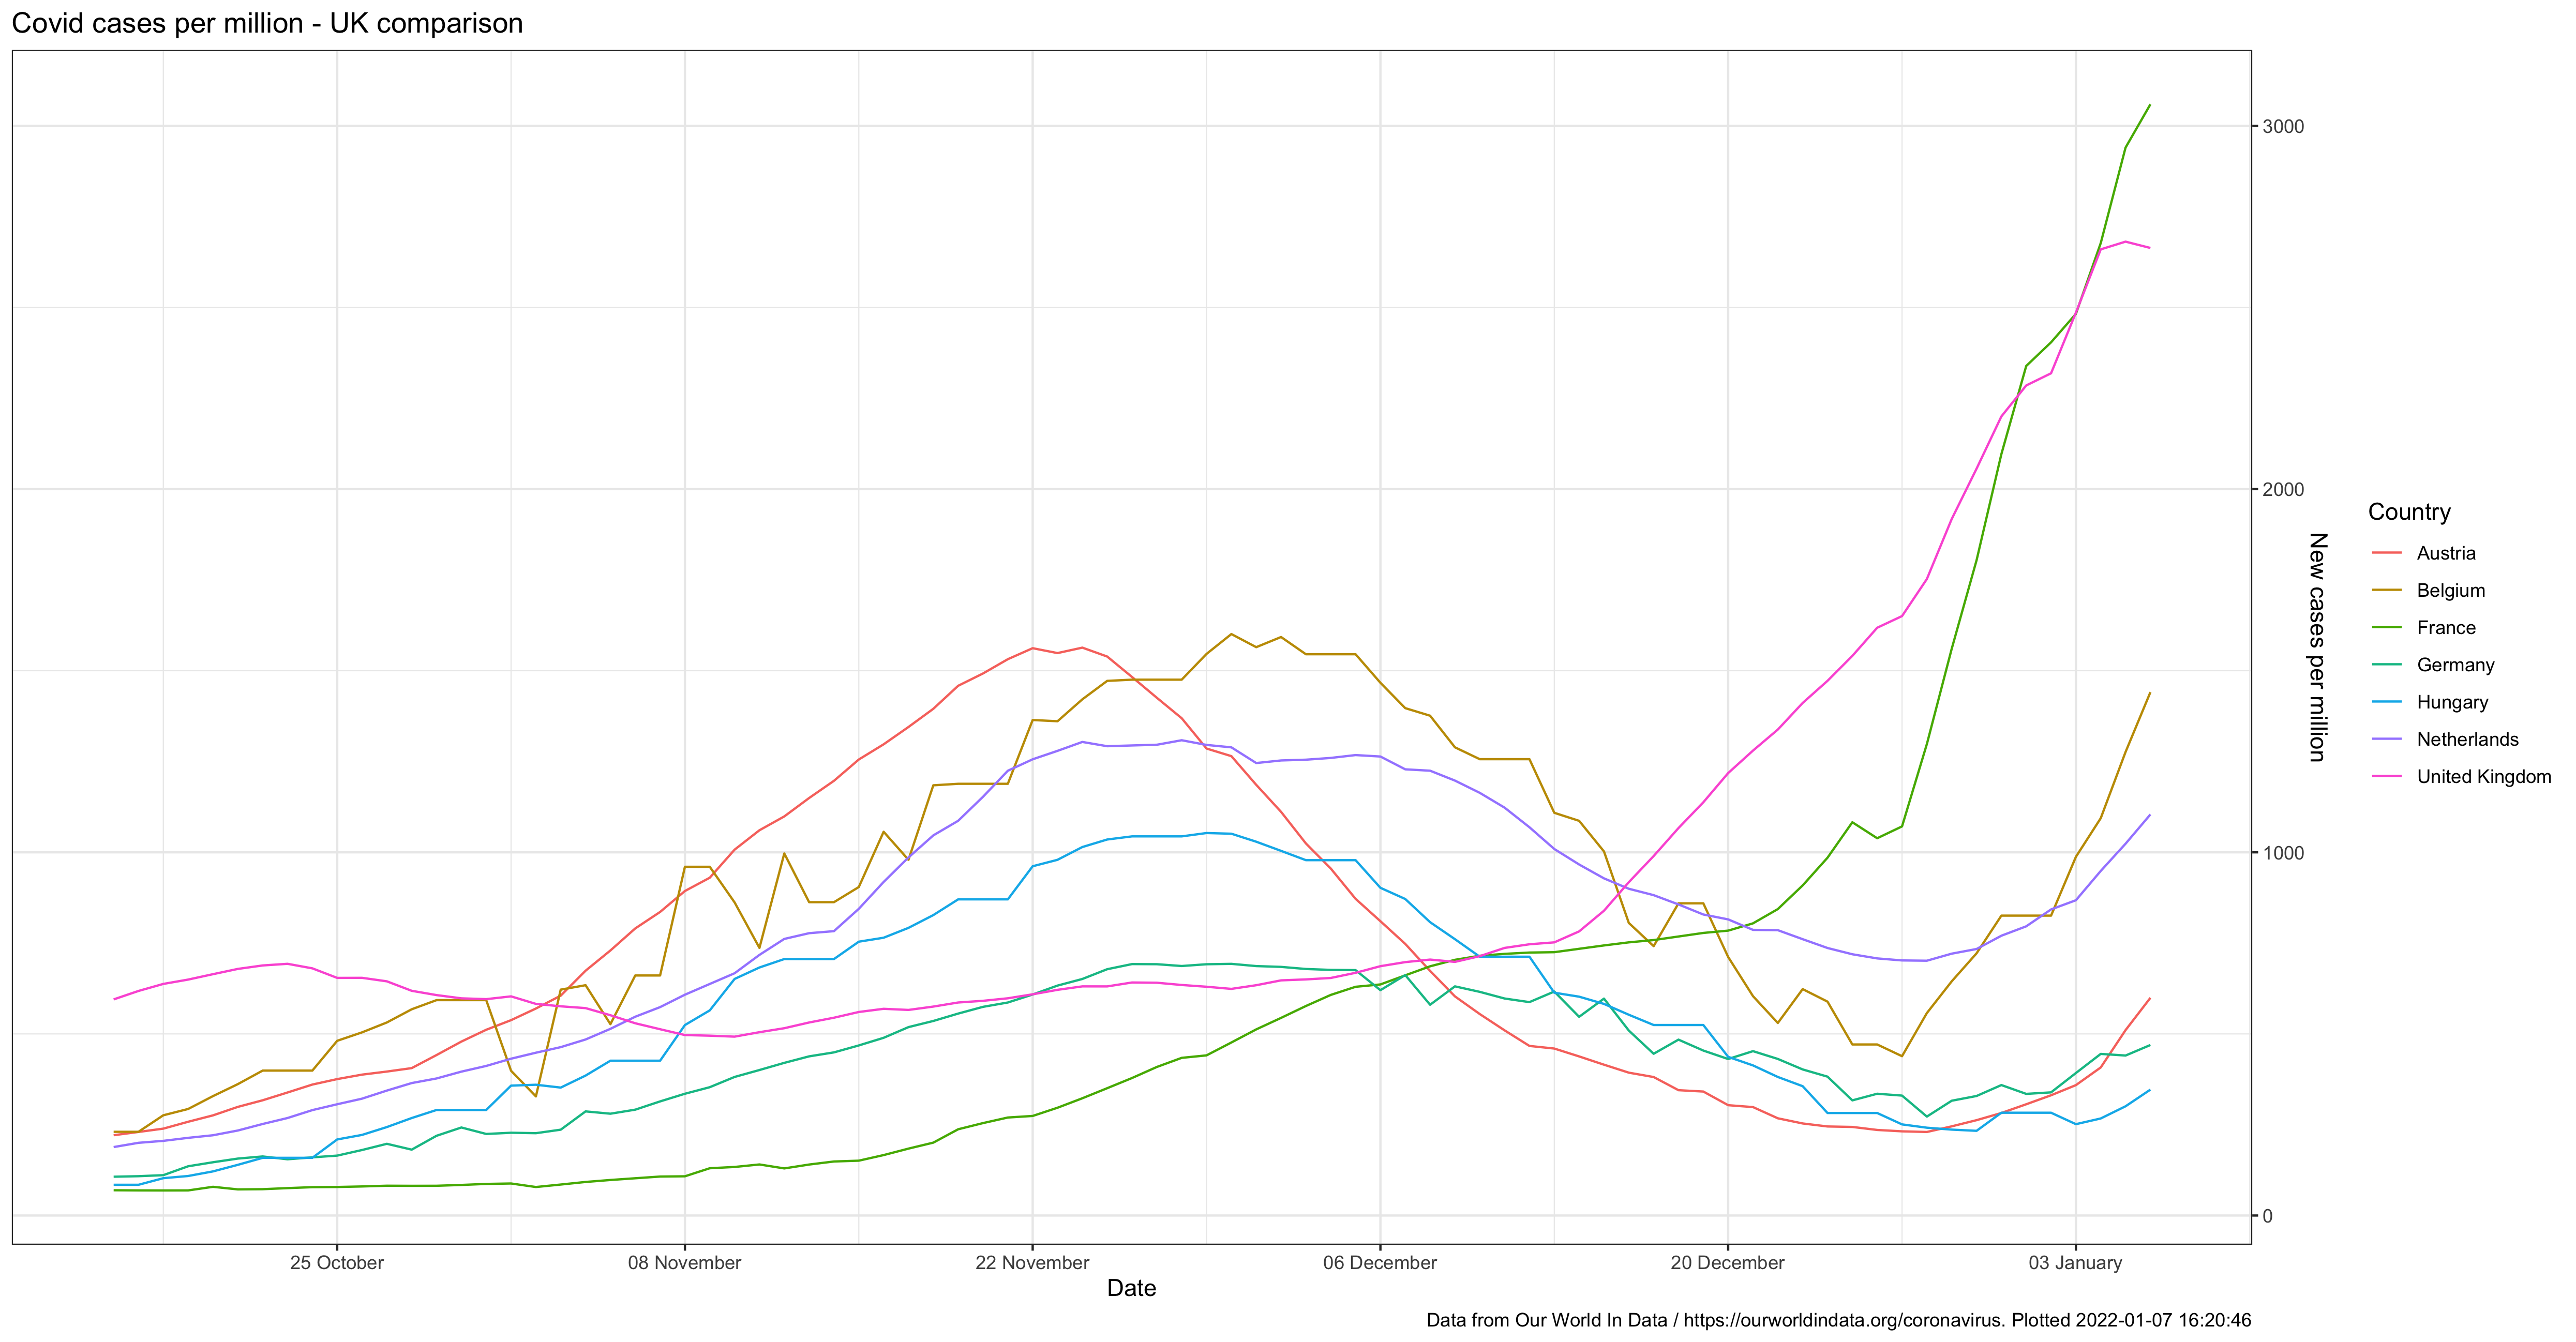 Covid cases per million - UK comparison
3000
2000
1000
0
New cases per million
Country
Austria
Belgium
France
Germany
Hungary
Netherlands
United Kingdom
25 October
08 November
22 November
06 December
20 December
03 January
Date
Data from Our World In Data / https://ourworldindata.org/coronavirus. Plotted 2022-01-07 16:20:46